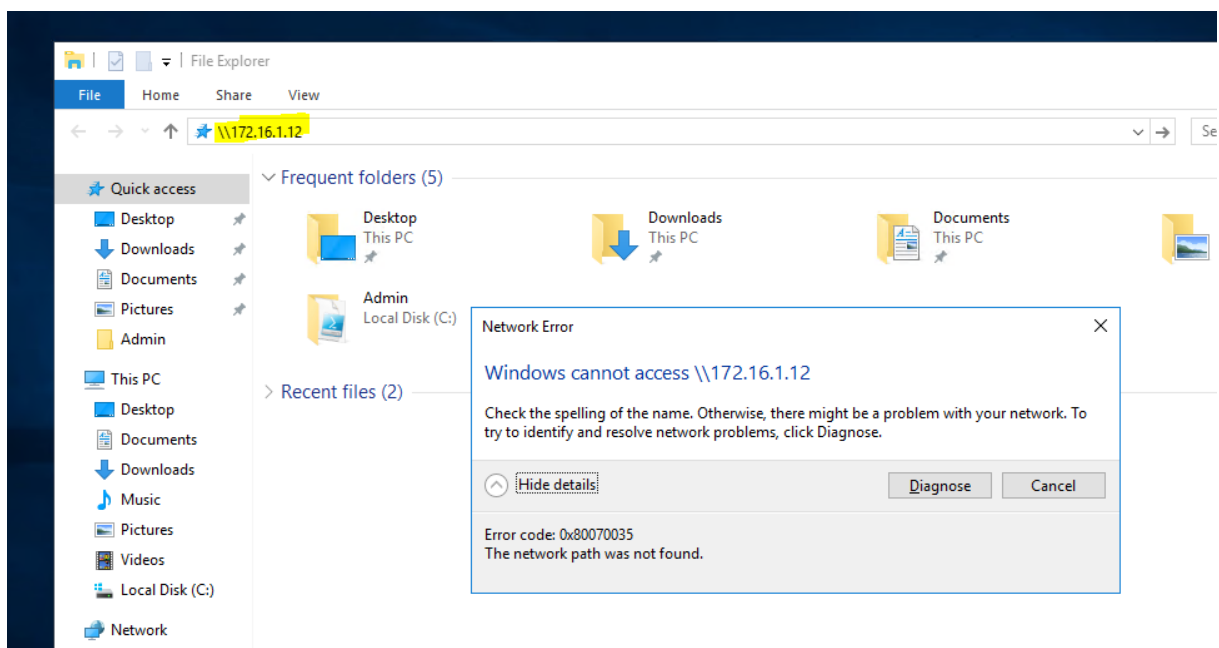 File Explorer
File Home Share View
\\172.16.1.12
Se
Quick access
Desktop
Downloads
Documents
Pictures
Admin
This PC
Desktop
Documents
Downloads
Music
Pictures
Videos
Local Disk (C:)
Network
Frequent folders (5)
Desktop
This PC
Downloads
This PC
Documents
This PC
Admin
Local Disk (C:)
Recent files (2)
Network Error
Windows cannot access \\172.16.1.12
Check the spelling of the name. Otherwise, there might be a problem with your network. To
try to identify and resolve network problems, click Diagnose.
Hide details
Diagnose Cancel
Error code: 0x80070035
The network path was not found.